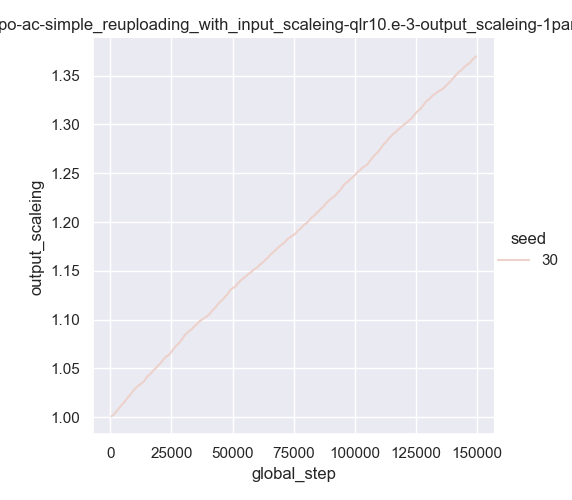 po-ac-simple_reuploading_with_input_scaleing-qlr10.e-3-output_scaleing-1par
1.35
1.30
1.25
1.20
1.15
1.10
1.05
1.00
output_scaleing
0 25000 50000 75000 100000 125000 150000
global_step
seed
30